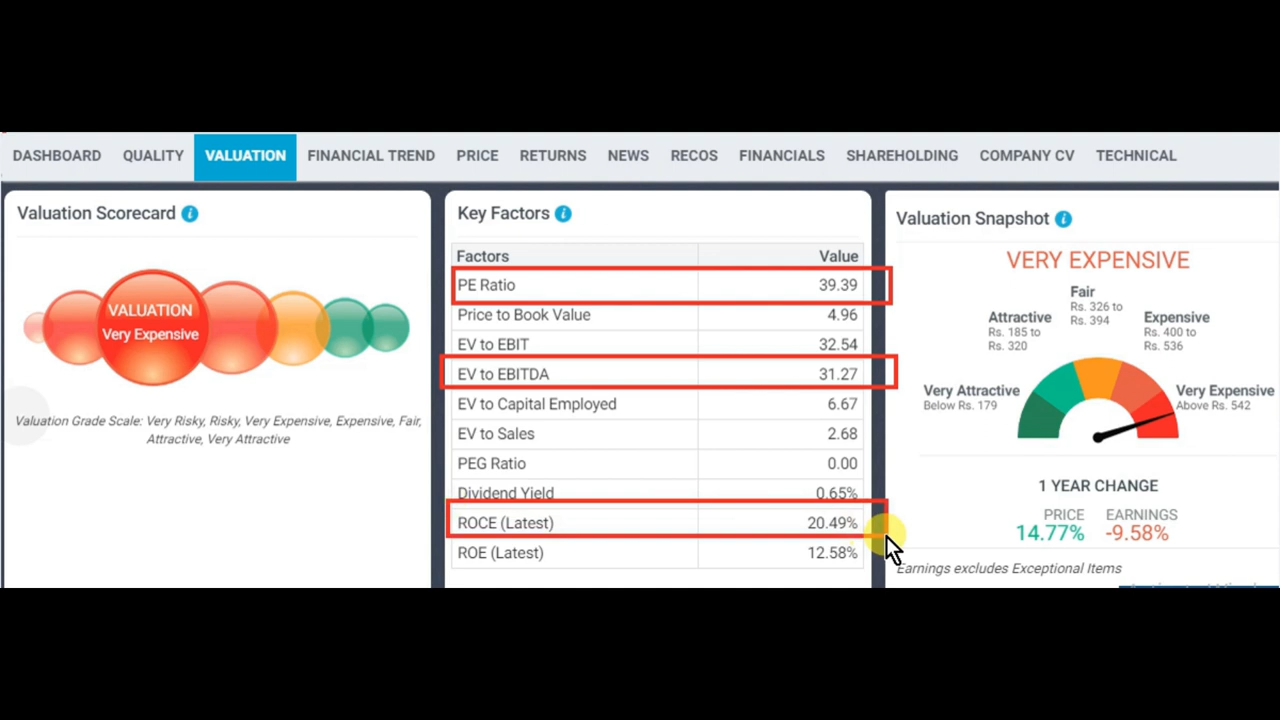 DASHBOARD QUALITY VALUATION FINANCIAL TREND PRICE RETURNS NEWS RECOS FINANCIALS SHAREHOLDING COMPANY CV TECHNICAL
Valuation Scorecard
VALUATION
Very Expensive
Valuation Grade Scale: Very Risky, Risky, Very Expensive, Expensive, Fair,
Attractive, Very Attractive
Key Factors
Factors Value
PE Ratio 39.39
Price to Book Value 4.96
EV to EBIT 32.54
EV to EBITDA 31.27
EV to Capital Employed 6.67
EV to Sales 2.68
PEG Ratio 0.00
Dividend Yield 0.65%
ROCE (Latest) 20.49%
ROE (Latest) 12.58%
Valuation Snapshot
VERY EXPENSIVE
Fair
Rs. 326 to
Rs. 394
Attractive
Rs. 185 to
Rs. 320
Expensive
Rs. 400 to
Rs. 536
Very Attractive
Below Rs. 179
Very Expensive
Above Rs. 542
1 YEAR CHANGE
PRICE EARNINGS
14.77% -9.58%
Earnings excludes Exceptional Items